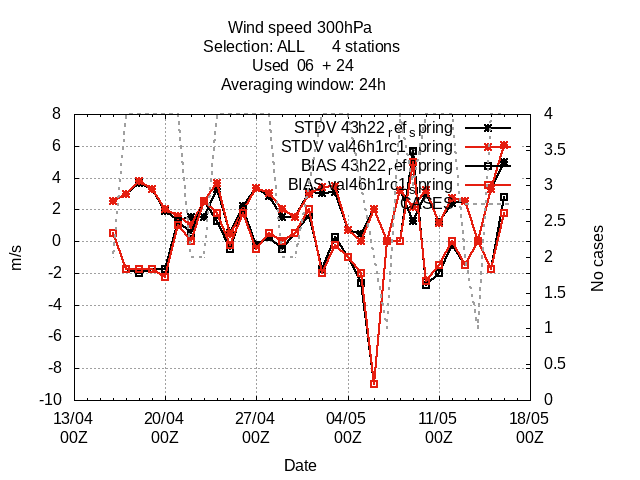 Wind speed 300hPa
Selection: ALL 4 stations
Used 06 + 24
Averaging window: 24h
STDV 43h22_ref_spring
STDV val46h1rc1_spring
BIAS 43h22_ref_spring
BIAS val46h1rc1_spring
CASES
8
6
4
2
0
-2
-4
-6
-8
-10
m/s
4
3.5
3
2.5
2
1.5
1
0.5
0
No cases
13/04 20/04 27/04 04/05 11/05 18/05
00Z 00Z 00Z 00Z 00Z 00Z
Date